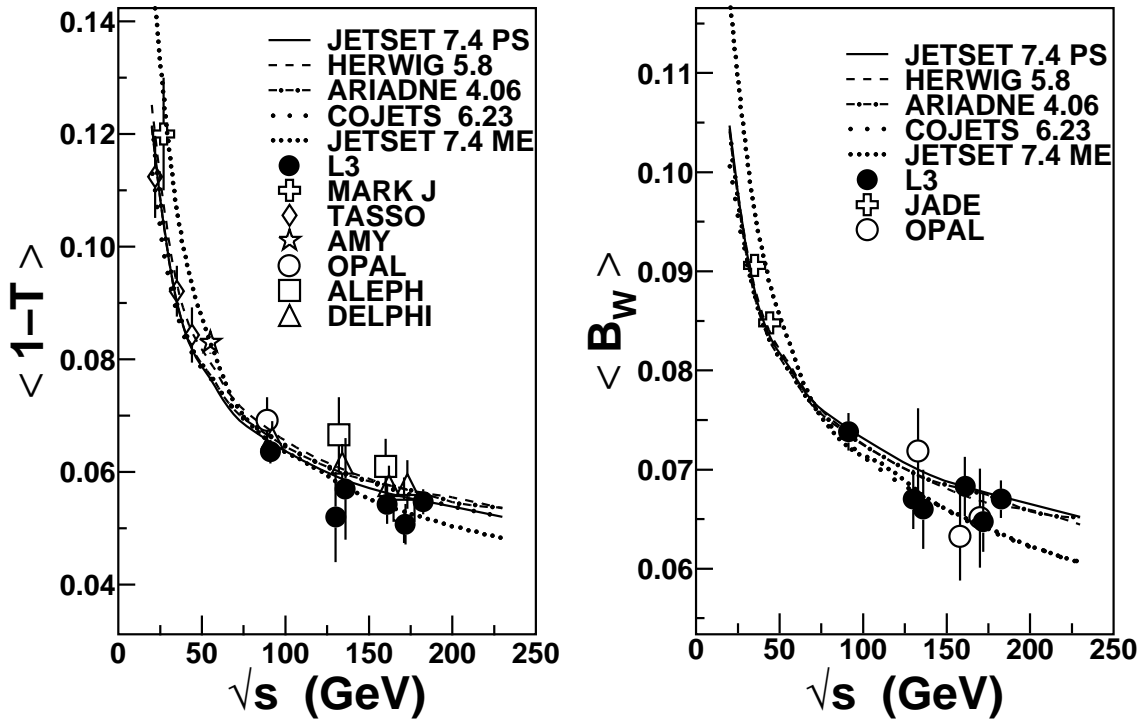 0.14
0.12
0.10
0.08
0.06
0.04
< 1−T >
JETSET 7.4 PS
HERWIG 5.8
ARIADNE 4.06
COJETS 6.23
JETSET 7.4 ME
L3
MARK J
TASSO
AMY
OPAL
ALEPH
DELPHI
0 50 100 150 200 250
√s (GeV)
0.11
0.10
0.09
0.08
0.07
0.06
< B_W >
JETSET 7.4 PS
HERWIG 5.8
ARIADNE 4.06
COJETS 6.23
JETSET 7.4 ME
L3
JADE
OPAL
0 50 100 150 200 250
√s (GeV)